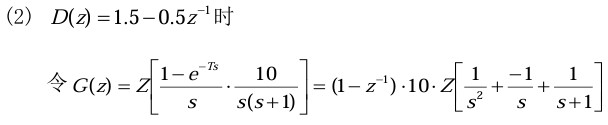 (2) D(z)=1.5−0.5z⁻¹时
令 G(z) = Z[ (1−e^{−Ts})/s · 10/(s(s+1)) ] = (1−z⁻¹)·10·Z[ 1/s² + −1/s + 1/(s+1) ]